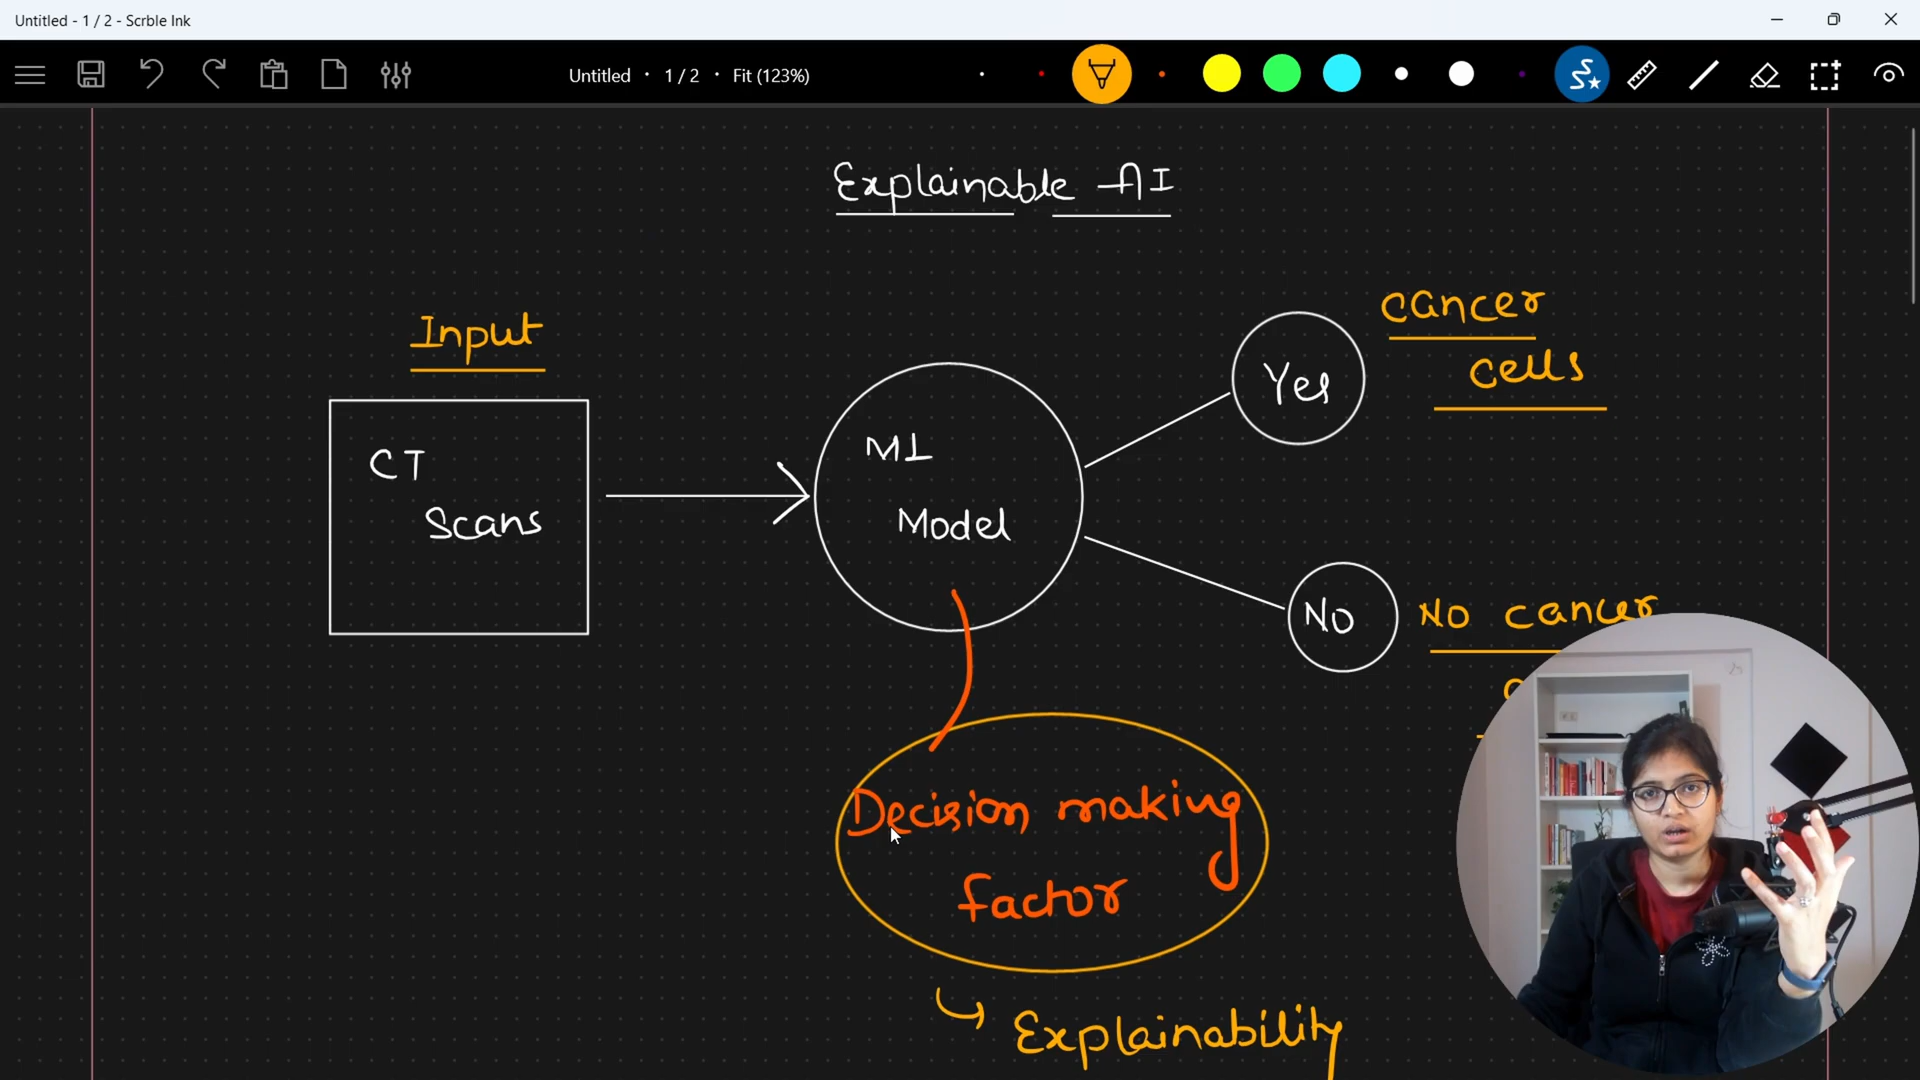 Untitled - 1 / 2 - Scrble Ink
Untitled • 1 / 2 • Fit (123%)
Explainable AI
Input
CT
Scans
ML
Model
Yes
cancer
cells
No
No cancer
Decision making
factor
Explainability